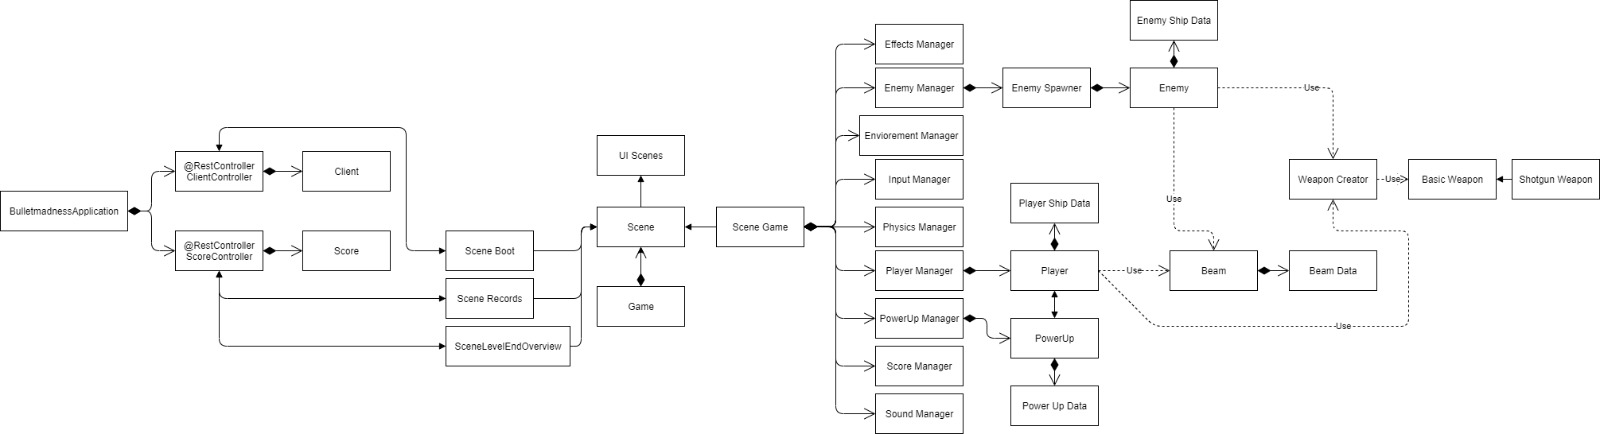 Enemy Ship Data
Effects Manager
Enemy Manager
Enemy Spawner
Enemy
Use
Enviorement Manager
UI Scenes
@RestController
ClientController
Client
Input Manager
Weapon Creator
Use
Basic Weapon
Shotgun Weapon
Use
Player Ship Data
BulletmadnessApplication
Scene
Scene Game
Physics Manager
@RestController
ScoreController
Score
Scene Boot
Player Manager
Player
Use
Beam
Beam Data
Scene Records
Game
PowerUp Manager
Use
PowerUp
SceneLevelEndOverview
Score Manager
Power Up Data
Sound Manager